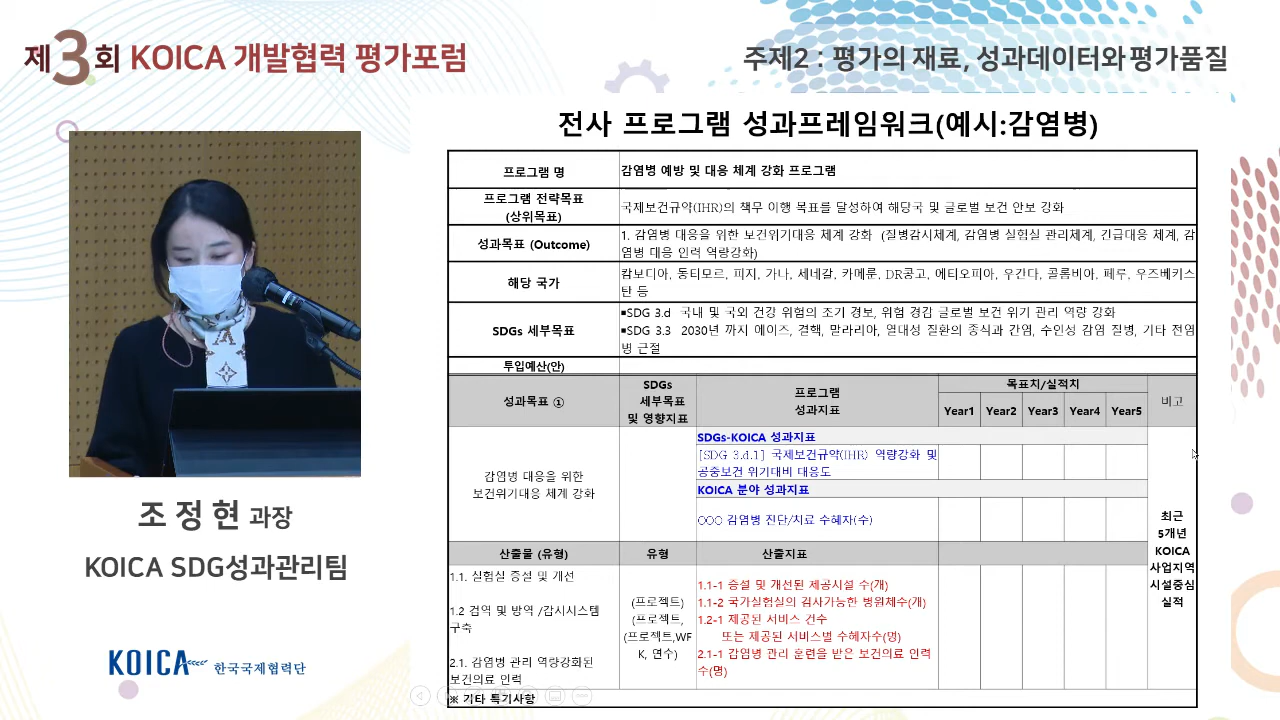 제3회 KOICA 개발협력 평가포럼
주제2 : 평가의 재료, 성과데이터와 평가품질
조 정 현 과장
KOICA SDG성과관리팀
KOICA 한국국제협력단
전사 프로그램 성과프레임워크(예시:감염병)
프로그램 명
감염병 예방 및 대응 체계 강화 프로그램
프로그램 전략목표
(상위목표)
국제보건규약(IHR)의 책무 이행 목표를 달성하여 해당국 및 글로벌 보건 안보 강화
성과목표 (Outcome)
1. 감염병 대응을 위한 보건위기대응 체계 강화 (질병감시체계, 감염병 실험실 관리체계, 긴급대응 체계, 감
염병 대응 인력 역량강화)
해당 국가
캄보디아, 동티모르, 피지, 가나, 세네갈, 카메룬, DR콩고, 에티오피아, 우간다, 콜롬비아, 페루, 우즈베키스
탄 등
SDGs 세부목표
▪SDG 3.d 국내 및 국외 건강 위험의 조기 경보, 위험 경감 글로벌 보건 위기 관리 역량 강화
▪SDG 3.3 2030년 까지 에이즈, 결핵, 말라리아, 열대성 질환의 종식과 간염, 수인성 감염 질병, 기타 전염
병 근절
투입예산(안)
성과목표 ①
SDGs
세부목표
및 영향지표
프로그램
성과지표
목표치/실적치
Year1 Year2 Year3 Year4 Year5
비고
감염병 대응을 위한
보건위기대응 체계 강화
SDGs-KOICA 성과지표
[SDG 3.d.1] 국제보건규약(IHR) 역량강화 및
공중보건 위기대비 대응도
KOICA 분야 성과지표
○○○ 감염병 진단/치료 수혜자(수)
최근
5개년
KOICA
사업지역
시설중심
실적
산출물 (유형)
유형
산출지표
1.1. 실험실 증설 및 개선
1.2 검역 및 방역 /감시시스템
구축
2.1. 감염병 관리 역량강화된
보건의료 인력
(프로젝트)
(프로젝트,
(프로젝트,WF
K, 연수)
1.1-1 증설 및 개선된 제공시설 수(개)
1.1-2 국가실험실의 검사가능한 병원체수(개)
1.2-1 제공된 서비스 건수
또는 제공된 서비스별 수혜자수(명)
2.1-1 감염병 관리 훈련을 받은 보건의료 인력
수(명)
※ 기타 특기사항